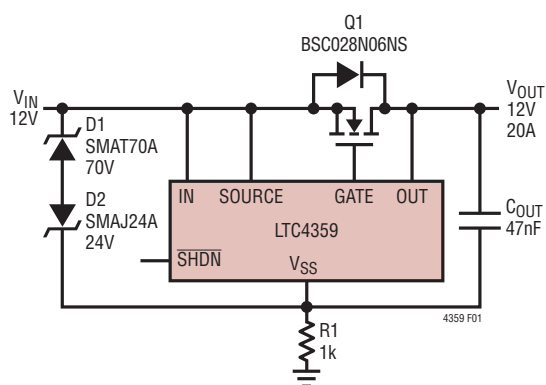 Q1
BSC028N06NS
VIN
12V
VOUT
12V
20A
D1
SMAT70A
70V
D2
SMAJ24A
24V
IN
SOURCE
GATE
OUT
LTC4359
SHDN
VSS
COUT
47nF
4359 F01
R1
1k